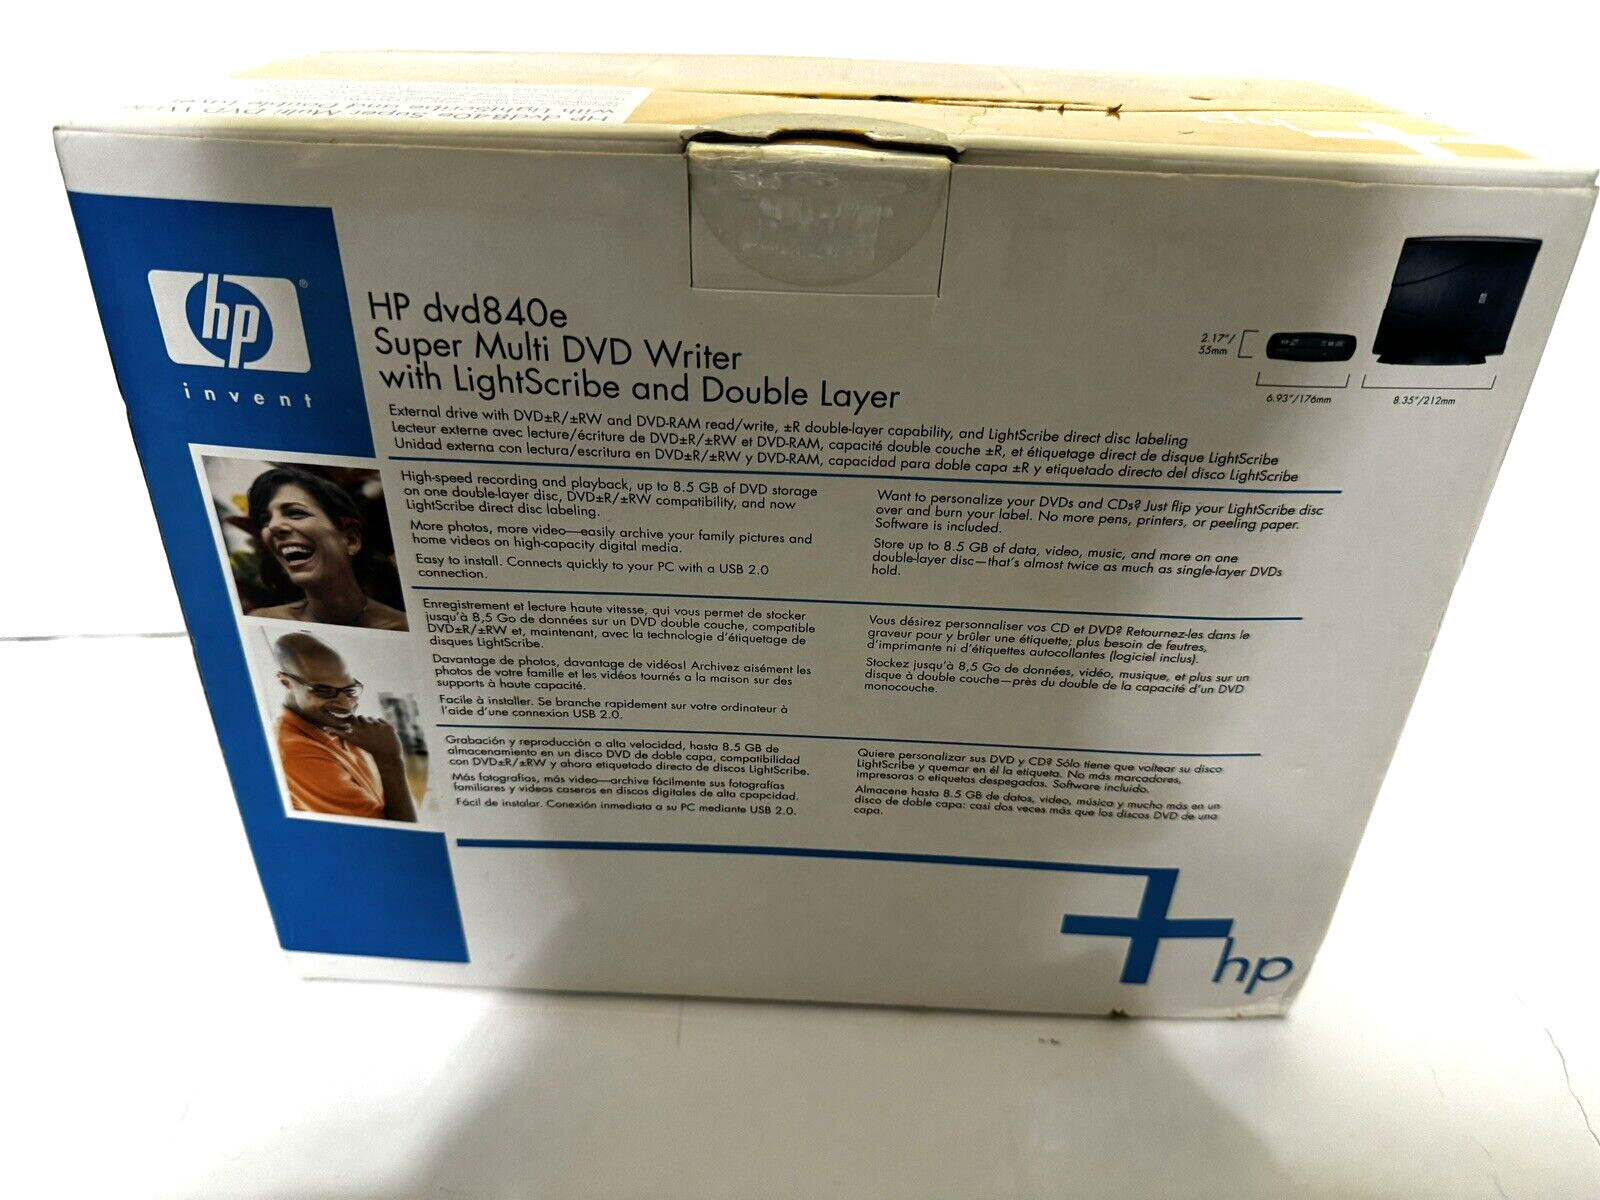 HP dvd840e Super Multi DVD Writer
with LightScribe and Double Layer
hp
hp
®
invent
HP dvd840e
Super Multi DVD Writer
with LightScribe and Double Layer
2.17"/
55mm
6.93"/176mm
8.35"/212mm
External drive with DVD±R/±RW and DVD-RAM read/write, ±R double-layer capability, and LightScribe direct disc labeling
Lecteur externe avec lecture/écriture de DVD±R/±RW et DVD-RAM, capacité double couche ±R, et étiquetage direct de disque LightScribe
Unidad externa con lectura/escritura en DVD±R/±RW y DVD-RAM, capacidad para doble capa ±R y etiquetado directo del disco LightScribe
High-speed recording and playback, up to 8.5 GB of DVD storage
on one double-layer disc, DVD±R/±RW compatibility, and now
LightScribe direct disc labeling.
More photos, more video—easily archive your family pictures and
home videos on high-capacity digital media.
Easy to install. Connects quickly to your PC with a USB 2.0
connection.
Want to personalize your DVDs and CDs? Just flip your LightScribe disc
over and burn your label. No more pens, printers, or peeling paper.
Software is included.
Store up to 8.5 GB of data, video, music, and more on one
double-layer disc—that's almost twice as much as single-layer DVDs
hold.
Enregistrement et lecture haute vitesse, qui vous permet de stocker
jusqu'à 8,5 Go de données sur un DVD double couche, compatible
DVD±R/±RW et, maintenant, avec la technologie d'étiquetage de
disques LightScribe.
Davantage de photos, davantage de vidéos! Archivez aisément les
photos de votre famille et les vidéos tournés a la maison sur des
supports à haute capacité.
Facile à installer. Se branche rapidement sur votre ordinateur à
l'aide d'une connexion USB 2.0.
Vous désirez personnaliser vos CD et DVD? Retournez-les dans le
graveur pour y brûler une étiquette; plus besoin de feutres,
d'imprimante ni d'étiquettes autocollantes (logiciel inclus).
Stockez jusqu'à 8,5 Go de données, vidéo, musique, et plus sur un
disque à double couche—près du double de la capacité d'un DVD
monocouche.
Grabación y reproducción a alta velocidad, hasta 8.5 GB de
almacenamiento en un disco DVD de doble capa, compatibilidad
con DVD±R/±RW y ahora etiquetado directo de discos LightScribe.
Más fotografías, más video—archive fácilmente sus fotografías
familiares y videos caseros en discos digitales de alta cpapcidad.
Fácil de instalar. Conexión inmediata a su PC mediante USB 2.0.
Quiere personalizar sus DVD y CD? Sólo tiene que voltear su disco
LightScribe y quemar en él la etiqueta. No más marcadores,
impresoras o etiquetas despegadas. Software incluido.
Almacene hasta 8.5 GB de datos, video, música y mucho más en un
disco de doble capa: casi dos veces más que los discos DVD de una
capa.
hp